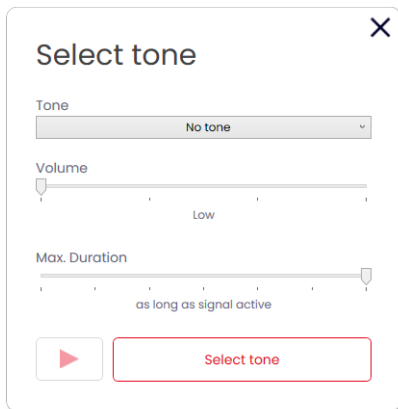 Select tone
Tone
No tone
Volume
Low
Max. Duration
as long as signal active
Select tone